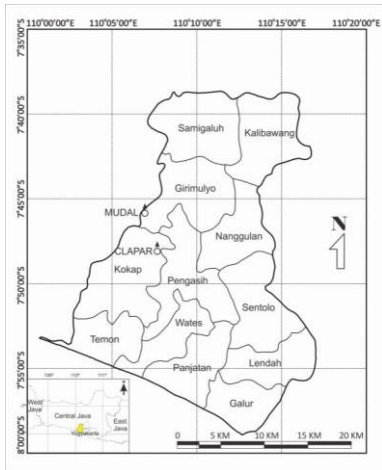 110°00'00"E 110°05'00"E 110°10'00"E 110°15'00"E 110°20'00"E
7°35'00"S
7°40'00"S
7°45'00"S
7°50'00"S
7°55'00"S
8°00'00"S
Samigaluh
Kalibawang
Girimulyo
MUDAL
Nanggulan
CLAPAR
Kokap
Pengasih
Sentolo
Temon
Wates
Panjatan
Lendah
Galur
N
West
Java
Central Java
Yogyakarta
East
Java
0 5 KM 10 KM 15 KM 20 KM